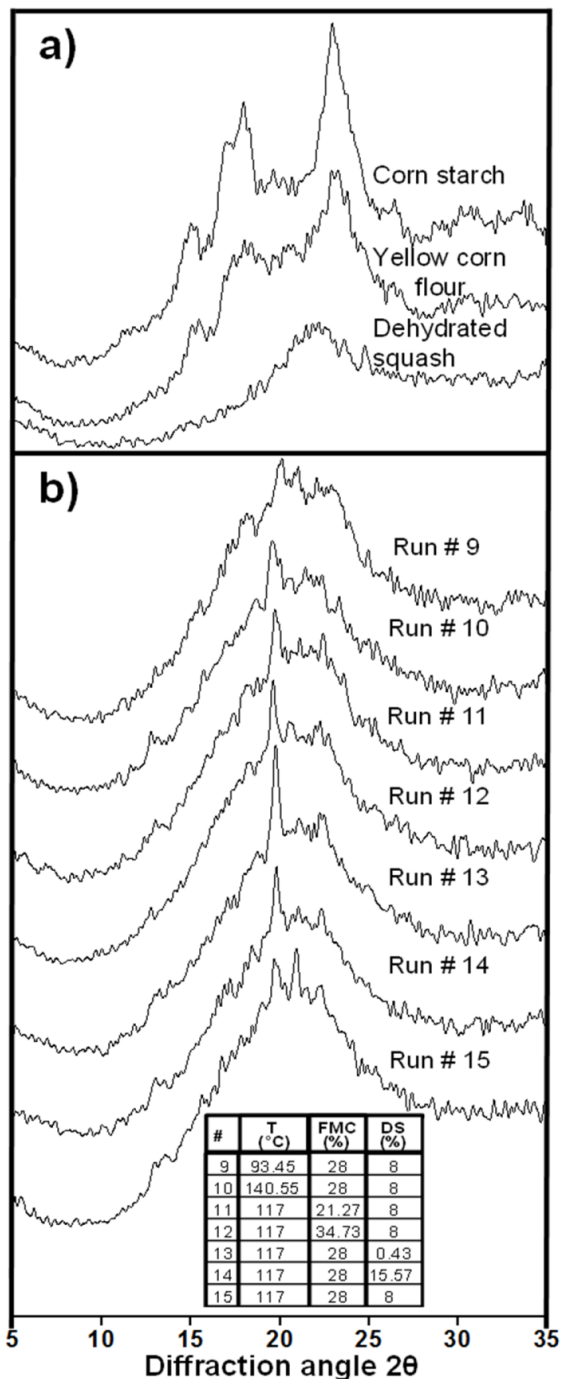 a)
Corn starch
Yellow corn
flour
Dehydrated
squash
b)
Run # 9
Run # 10
Run # 11
Run # 12
Run # 13
Run # 14
Run # 15
# T (°C) FMC (%) DS (%)
9 93.45 28 8
10 140.55 28 8
11 117 21.27 8
12 117 34.73 8
13 117 28 0.43
14 117 28 15.57
15 117 28 8
5 10 15 20 25 30 35
Diffraction angle 2θ